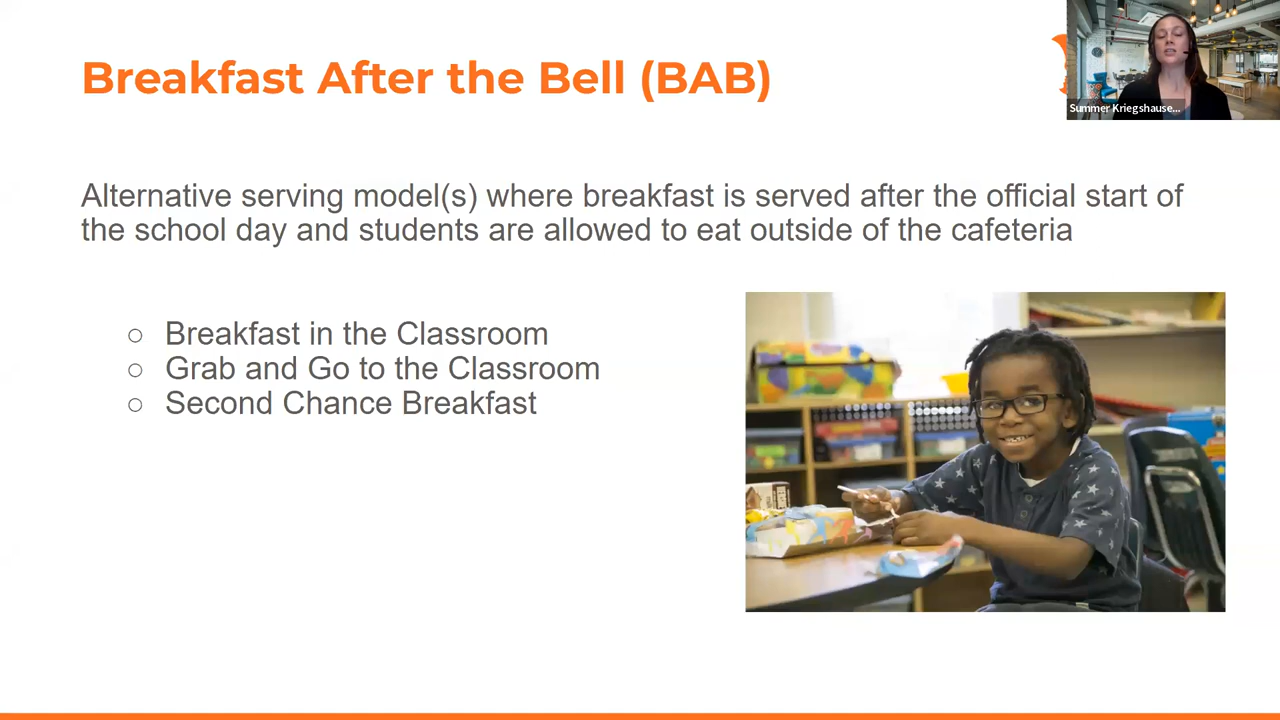 Breakfast After the Bell (BAB)
Summer Kriegshause...
Alternative serving model(s) where breakfast is served after the official start of
the school day and students are allowed to eat outside of the cafeteria
○ Breakfast in the Classroom
○ Grab and Go to the Classroom
○ Second Chance Breakfast